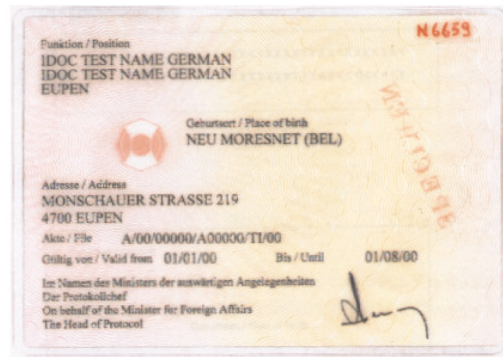 N6659
Funktion / Position
IDOC TEST NAME GERMAN
IDOC TEST NAME GERMAN
EUPEN
Geburtsort / Place of birth
NEU MORESNET (BEL)
Adresse / Address
MONSCHAUER STRASSE 219
4700 EUPEN
Akte / File A/00/00000/A00000/TI/00
Gültig von / Valid from 01/01/00 Bis / Until 01/08/00
Im Namen des Ministers der auswärtigen Angelegenheiten
Der Protokollchef
On behalf of the Minister for Foreign Affairs
The Head of Protocol
SPECIMEN